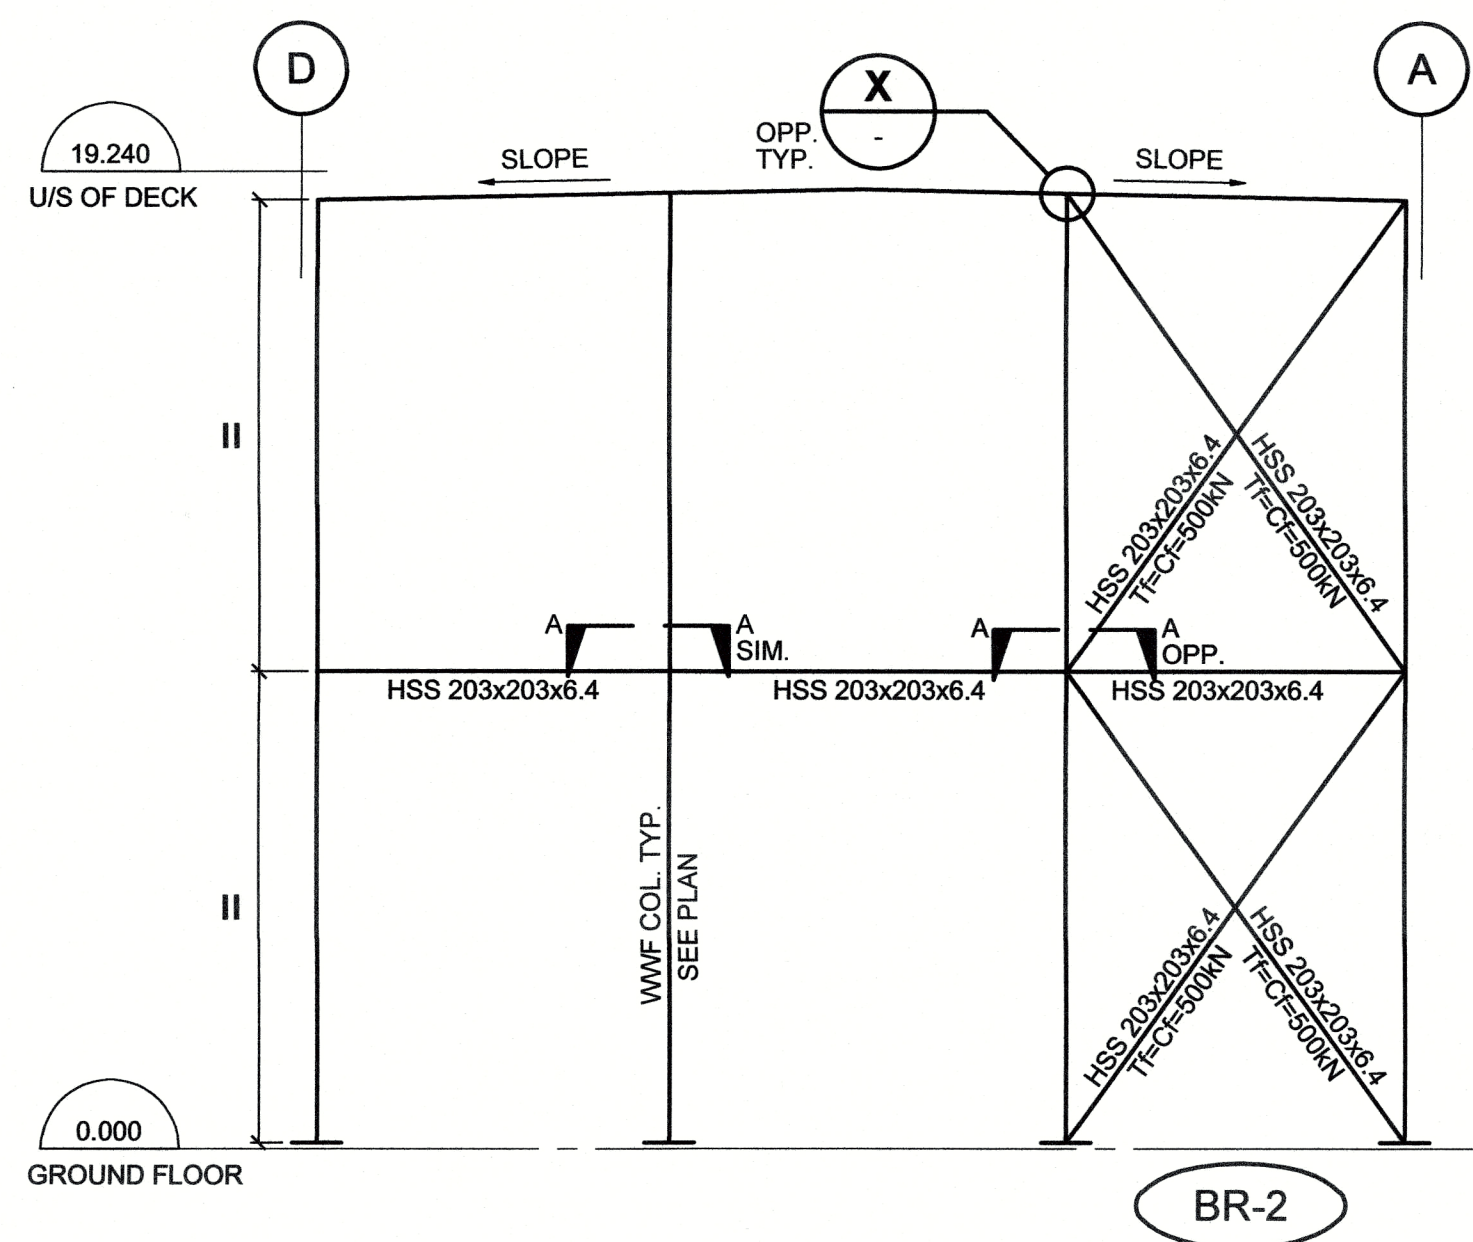 D
X
-
A
OPP.
TYP.
19.240
U/S OF DECK
SLOPE
SLOPE
II
HSS 203x203x6.4
Tf=Cf=500kN
HSS 203x203x6.4
Tf=Cf=500kN
A
A
SIM.
A
A
OPP.
HSS 203x203x6.4
HSS 203x203x6.4
HSS 203x203x6.4
II
WWF COL. TYP.
SEE PLAN
HSS 203x203x6.4
Tf=Cf=500kN
HSS 203x203x6.4
Tf=Cf=500kN
0.000
GROUND FLOOR
BR-2